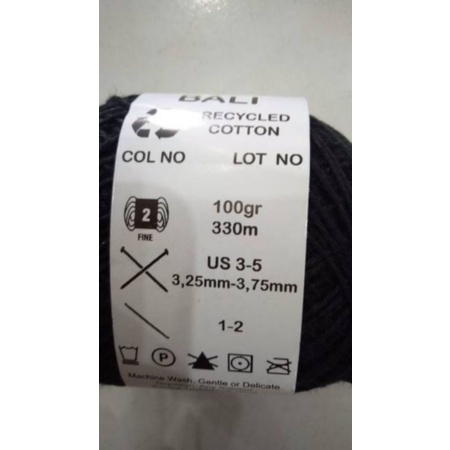 BALI
RECYCLED
COTTON
COL NO LOT NO
2
FINE
100gr
330m
US 3-5
3,25mm-3,75mm
1-2
P
Machine Wash, Gentle or Delicate